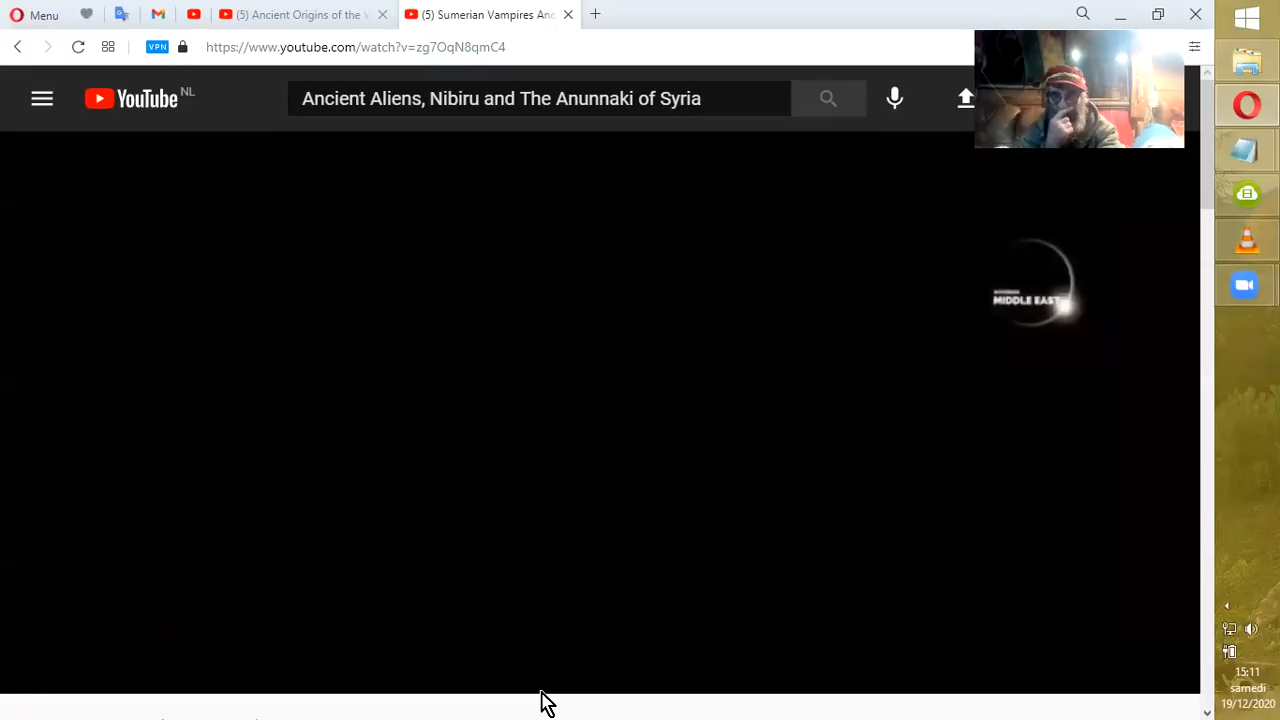 Menu
(5) Ancient Origins of the V
(5) Sumerian Vampires And
VPN
https://www.youtube.com/watch?v=zg7OqN8qmC4
YouTube NL
Ancient Aliens, Nibiru and The Anunnaki of Syria
MIDDLE EAST
15:11
samedi
19/12/2020